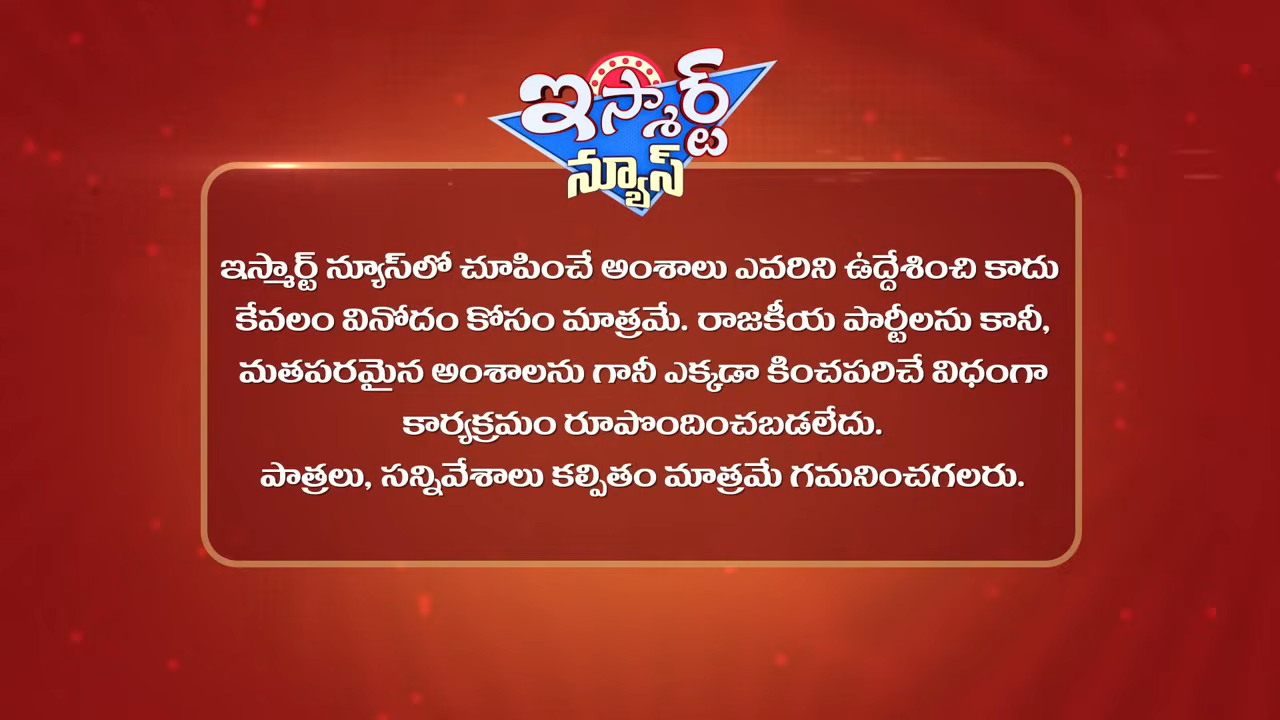 ఇస్మార్ట్
న్యూస్
ఇస్మార్ట్ న్యూస్‌లో చూపించే అంశాలు ఎవరిని ఉద్దేశించి కాదు
కేవలం వినోదం కోసం మాత్రమే. రాజకీయ పార్టీలను కానీ,
మతపరమైన అంశాలను గానీ ఎక్కడా కించపరిచే విధంగా
కార్యక్రమం రూపొందించబడలేదు.
పాత్రలు, సన్నివేశాలు కల్పితం మాత్రమే గమనించగలరు.